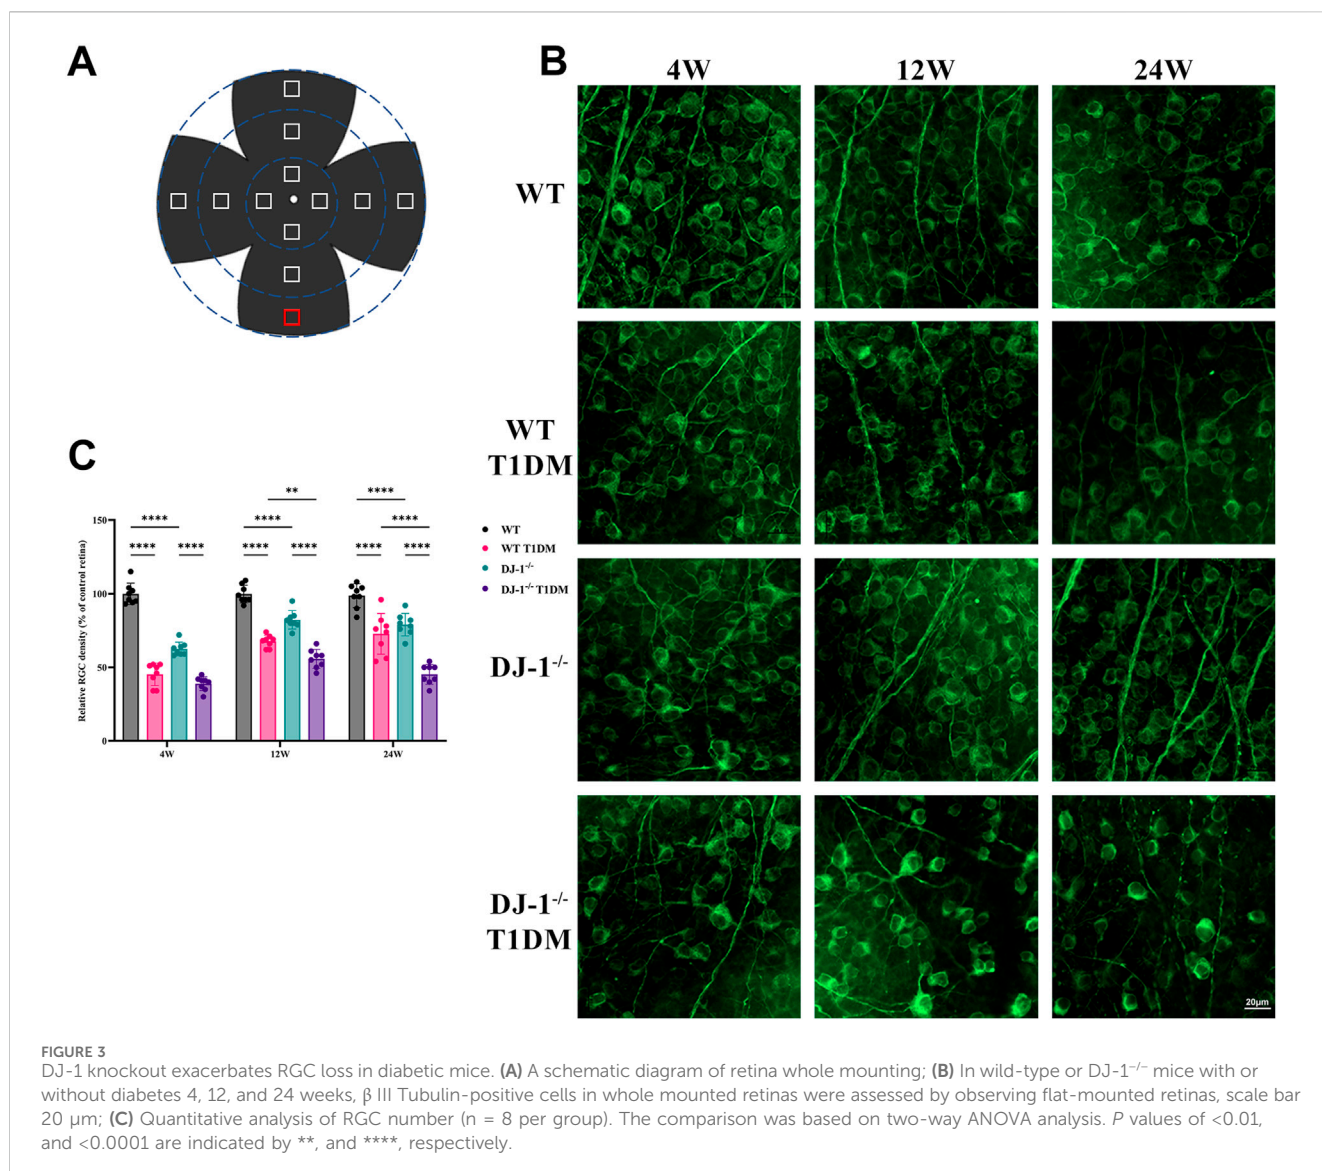 A
B
4W
12W
24W
WT
WT
T1DM
DJ-1-/-
DJ-1-/-
T1DM
20μm
C
Relative RGC density (% of control retina)
150
100
50
0
**
**** **** ****
****
**** **** **** **** **** ****
4W
12W
24W
WT
WT T1DM
DJ-1-/-
DJ-1-/- T1DM
FIGURE 3
DJ-1 knockout exacerbates RGC loss in diabetic mice. (A) A schematic diagram of retina whole mounting; (B) In wild-type or DJ-1−/− mice with or
without diabetes 4, 12, and 24 weeks, β III Tubulin-positive cells in whole mounted retinas were assessed by observing flat-mounted retinas, scale bar
20 μm; (C) Quantitative analysis of RGC number (n = 8 per group). The comparison was based on two-way ANOVA analysis. P values of <0.01,
and <0.0001 are indicated by **, and ****, respectively.